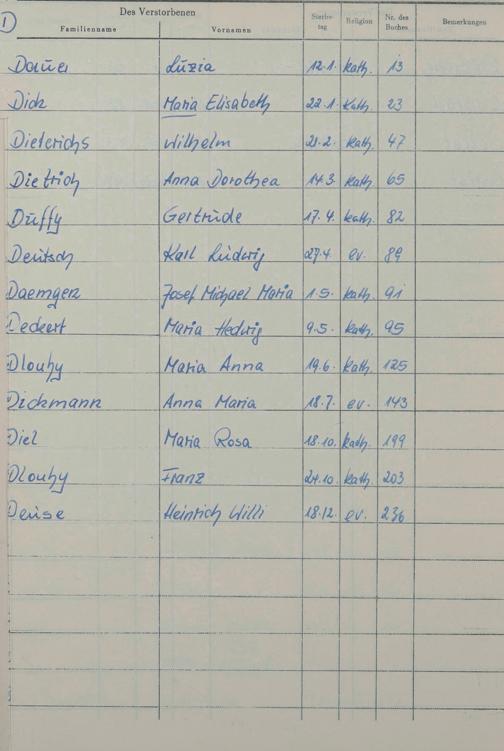 1
Des Verstorbenen
Familienname Vornamen Sterbe-tag Religion Nr. des Buches Bemerkungen
Dauer Luzia 12.1. kath. 13
Dick Maria Elisabeth 22.1. kath. 23
Dieterichs Wilhelm 21.2. kath. 47
Dietrich Anna Dorothea 14.3. kath. 65
Duffy Gertrude 17.4. kath. 82
Deutsch Karl Ludwig 27.4. ev. 89
Daemgen Josef Michael Maria 1.5. kath. 91
Deckert Maria Hedwig 9.5. kath. 95
Dlouhy Maria Anna 19.6. kath. 125
Dickmann Anna Maria 18.7. ev. 143
Diel Maria Rosa 18.10. kath. 199
Dlouhy Franz 24.10. kath. 203
Deuse Heinrich Willi 18.12. ev. 236